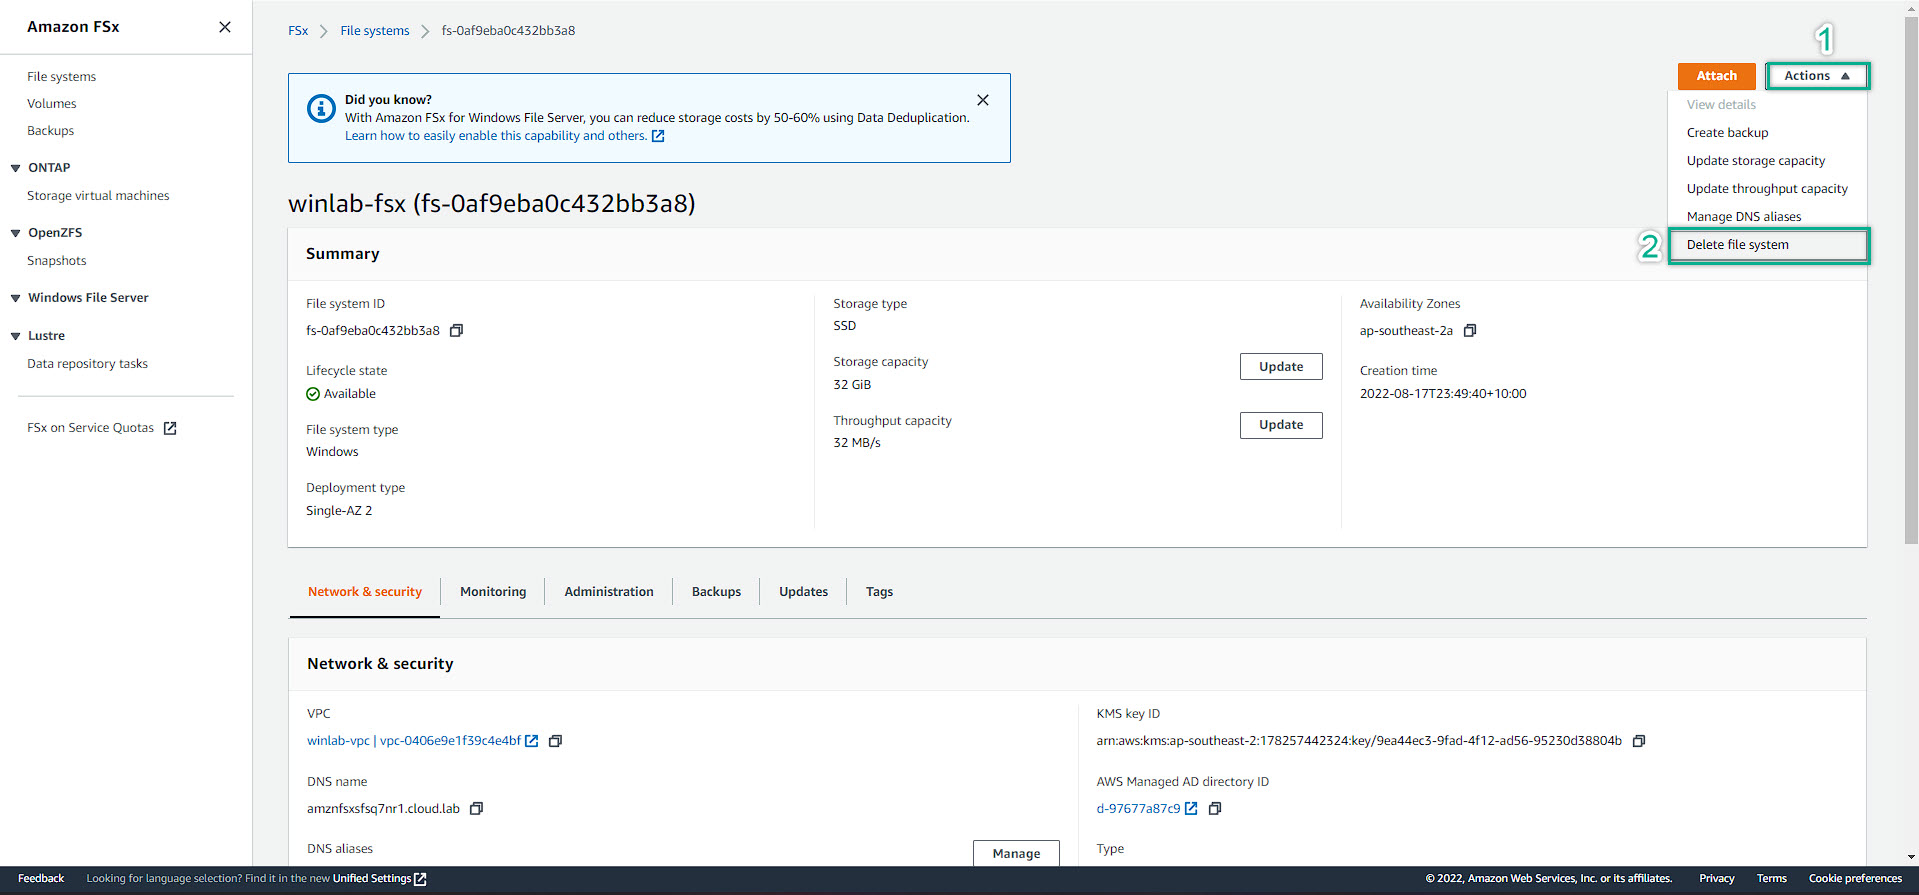 Amazon FSx
File systems
Volumes
Backups
ONTAP
Storage virtual machines
OpenZFS
Snapshots
Windows File Server
Lustre
Data repository tasks
FSx on Service Quotas
FSx
File systems
fs-0af9eba0c432bb3a8
Did you know?
With Amazon FSx for Windows File Server, you can reduce storage costs by 50-60% using Data Deduplication.
Learn how to easily enable this capability and others.
1
Attach
Actions
View details
Create backup
Update storage capacity
Update throughput capacity
Manage DNS aliases
2
Delete file system
winlab-fsx (fs-0af9eba0c432bb3a8)
Summary
File system ID
fs-0af9eba0c432bb3a8
Lifecycle state
Available
File system type
Windows
Deployment type
Single-AZ 2
Storage type
SSD
Storage capacity
32 GiB
Update
Throughput capacity
32 MB/s
Update
Availability Zones
ap-southeast-2a
Creation time
2022-08-17T23:49:40+10:00
Network & security
Monitoring
Administration
Backups
Updates
Tags
Network & security
VPC
winlab-vpc | vpc-0406e9e1f39c4e4bf
DNS name
amznfsxsfsq7nr1.cloud.lab
DNS aliases
Manage
KMS key ID
arn:aws:kms:ap-southeast-2:178257442324:key/9ea44ec3-9fad-4f12-ad56-95230d38804b
AWS Managed AD directory ID
d-97677a87c9
Type
Feedback
Looking for language selection? Find it in the new Unified Settings
© 2022, Amazon Web Services, Inc. or its affiliates.
Privacy
Terms
Cookie preferences